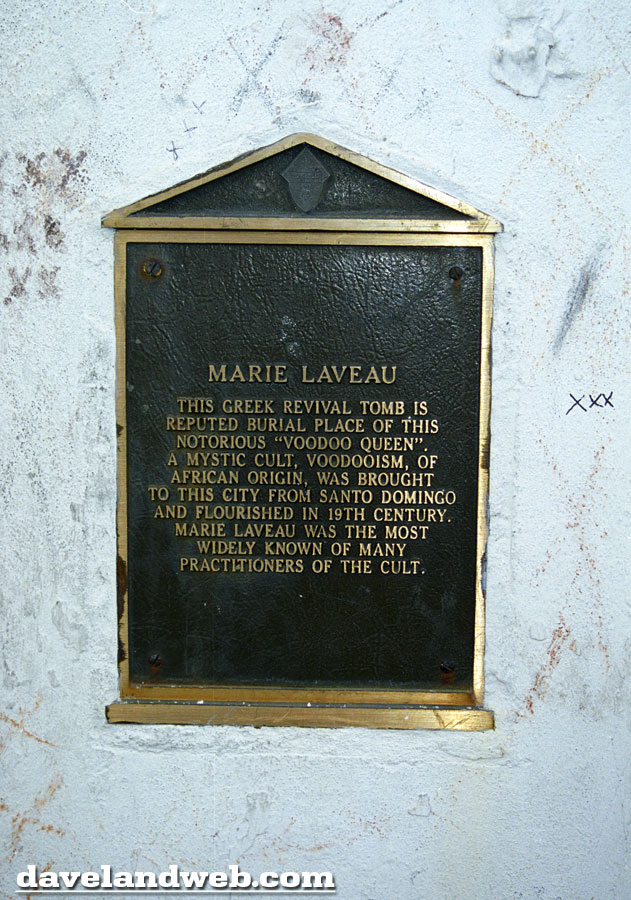 MARIE LAVEAU
THIS GREEK REVIVAL TOMB IS
REPUTED BURIAL PLACE OF THIS
NOTORIOUS "VOODOO QUEEN".
A MYSTIC CULT, VOODOOISM, OF
AFRICAN ORIGIN, WAS BROUGHT
TO THIS CITY FROM SANTO DOMINGO
AND FLOURISHED IN 19TH CENTURY.
MARIE LAVEAU WAS THE MOST
WIDELY KNOWN OF MANY
PRACTITIONERS OF THE CULT.
XXX
davelandweb.com